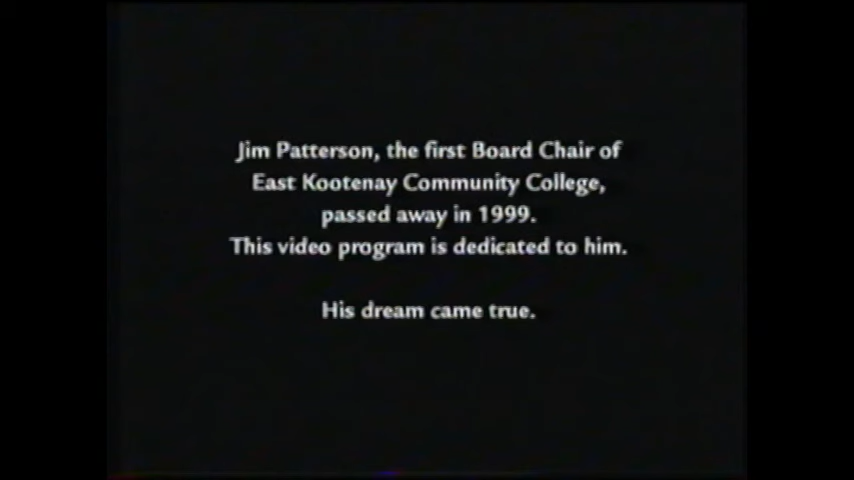 Jim Patterson, the first Board Chair of
East Kootenay Community College,
passed away in 1999.
This video program is dedicated to him.
His dream came true.